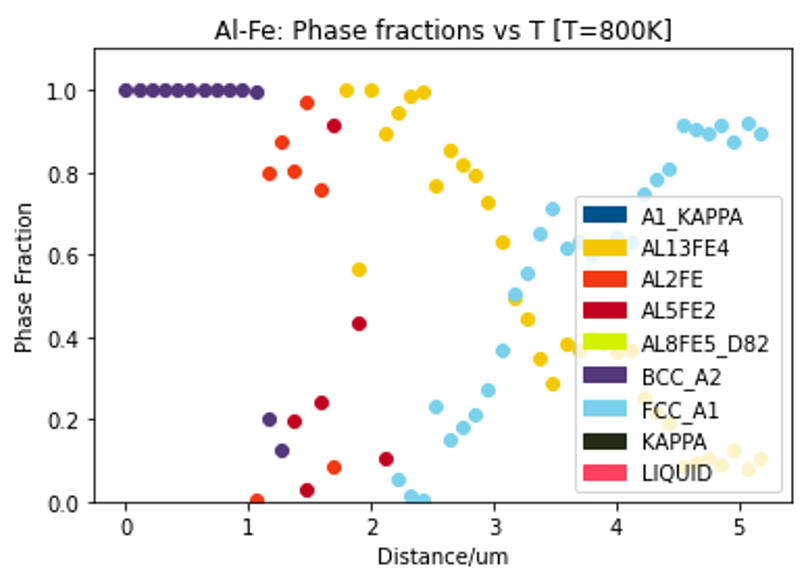 Al-Fe: Phase fractions vs T [T=800K]
1.0
0.8
0.6
0.4
0.2
0.0
Phase Fraction
A1_KAPPA
AL13FE4
AL2FE
AL5FE2
AL8FE5_D82
BCC_A2
FCC_A1
KAPPA
LIQUID
0 1 2 3 4 5
Distance/um